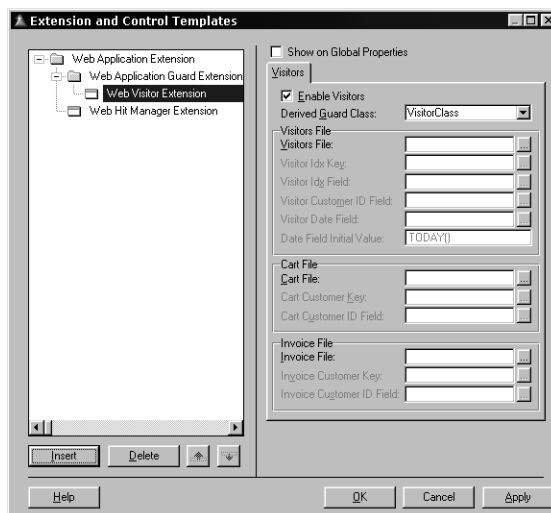 Extension and Control Templates
Web Application Extension
Web Application Guard Extension
Web Visitor Extension
Web Hit Manager Extension
Insert
Delete
Show on Global Properties
Visitors
Enable Visitors
Derived Guard Class: VisitorClass
Visitors File
Visitors File: ...
Visitor Idx Key: ...
Visitor Idx Field: ...
Visitor Customer ID Field: ...
Visitor Date Field: ...
Date Field Initial Value: TODAY()
Cart File
Cart File: ...
Cart Customer Key: ...
Cart Customer ID Field: ...
Invoice File
Invoice File: ...
Invoice Customer Key: ...
Invoice Customer ID Field: ...
Help
OK
Cancel
Apply